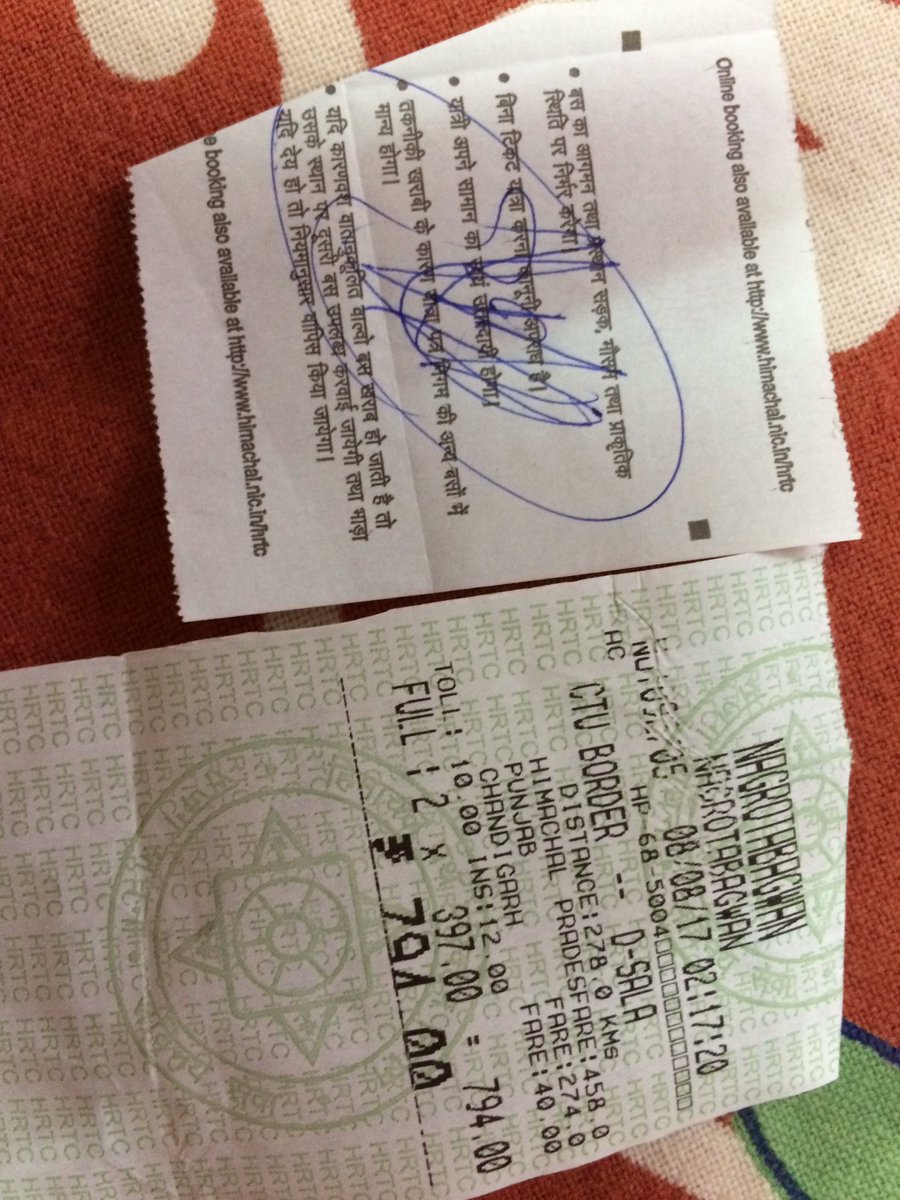 Online booking also available at http://www.himachal.nic.in/hrtc
बस का आगमन तथा सड़क, मौसम तथा प्राकृतिक
स्थिति पर निर्भर करेगा।
बिना टिकट यात्रा करना कानूनी अपराध है।
यात्री अपने सामान का स्वयं उत्तरदायी होगा।
तकनीकी खराबी के कारण यात्रा पत्र निगम की अन्य बसों में
मान्य होगा।
यदि कारणवश वातानुकूलित वाल्वो बस खराब हो जाती है तो
उसके स्थान पर दूसरी बस उपलब्ध करवाई जायेगी तथा भाड़ा
यदि देय हो तो नियमानुसार वापिस किया जायेगा।
e booking also available at http://www.himachal.nic.in/hrtc
NAGROTABAGWAN
NAGROTABAGWAN
08/08/17 02:17:20
HP-68-5004
AC
CTU BORDER -- D-SALA
DISTANCE:278.0 KMS
HIMACHAL PRADESFARE:458.0
PUNJAB FARE:274.0
CHANDIGARH FARE:40.00
TOLL: 10.00 INS:12.00
FULL : 2 X 397.00 = 794.00
₹ 794.00
HRTC